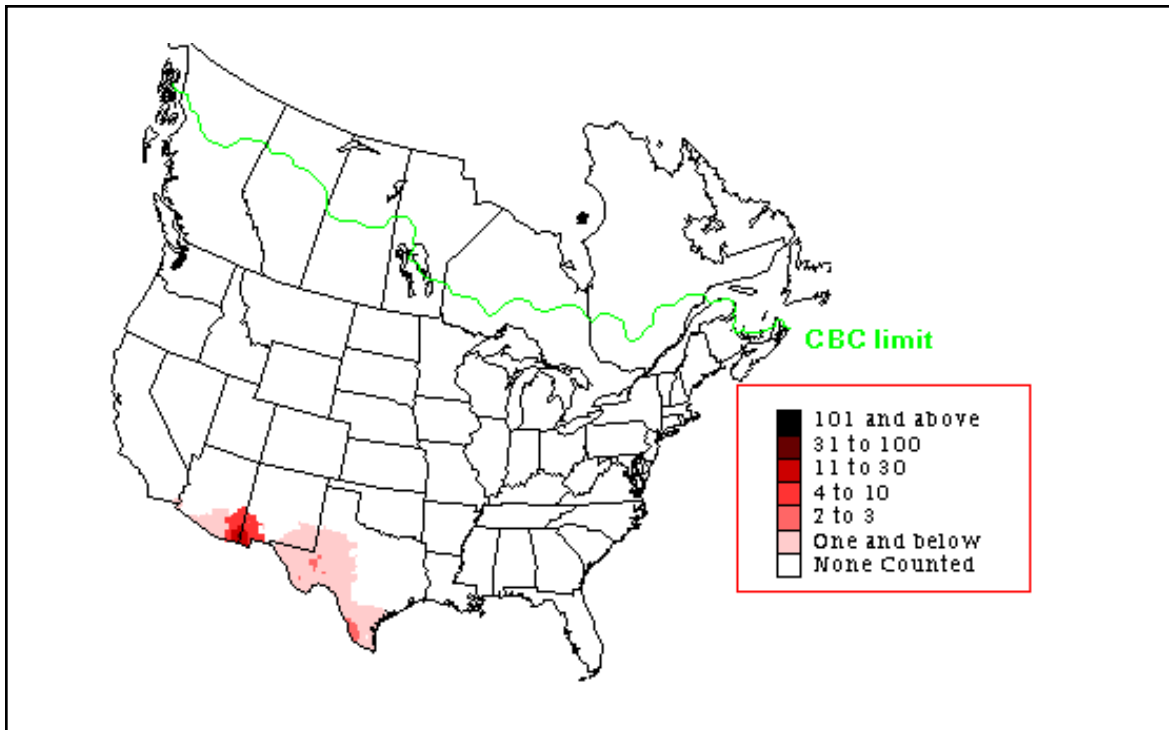 CBC limit
101 and above
31 to 100
11 to 30
4 to 10
2 to 3
One and below
None Counted